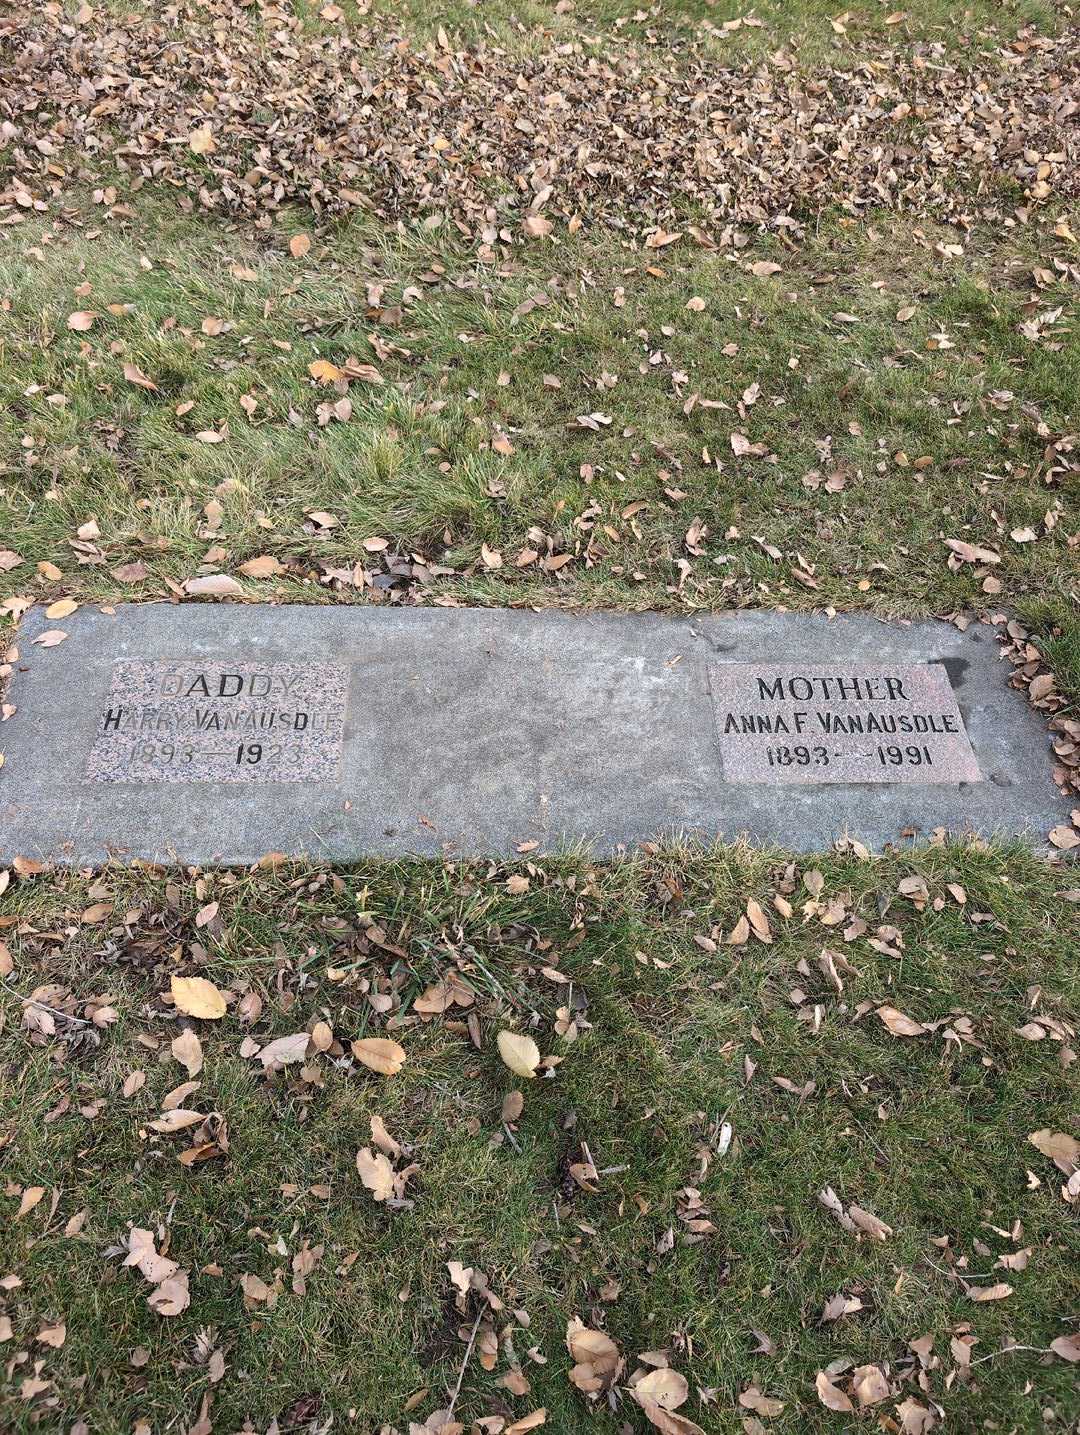 DADDY
HARRY VANAUSDLE
1893—1923
MOTHER
ANNA F. VANAUSDLE
1893—1991